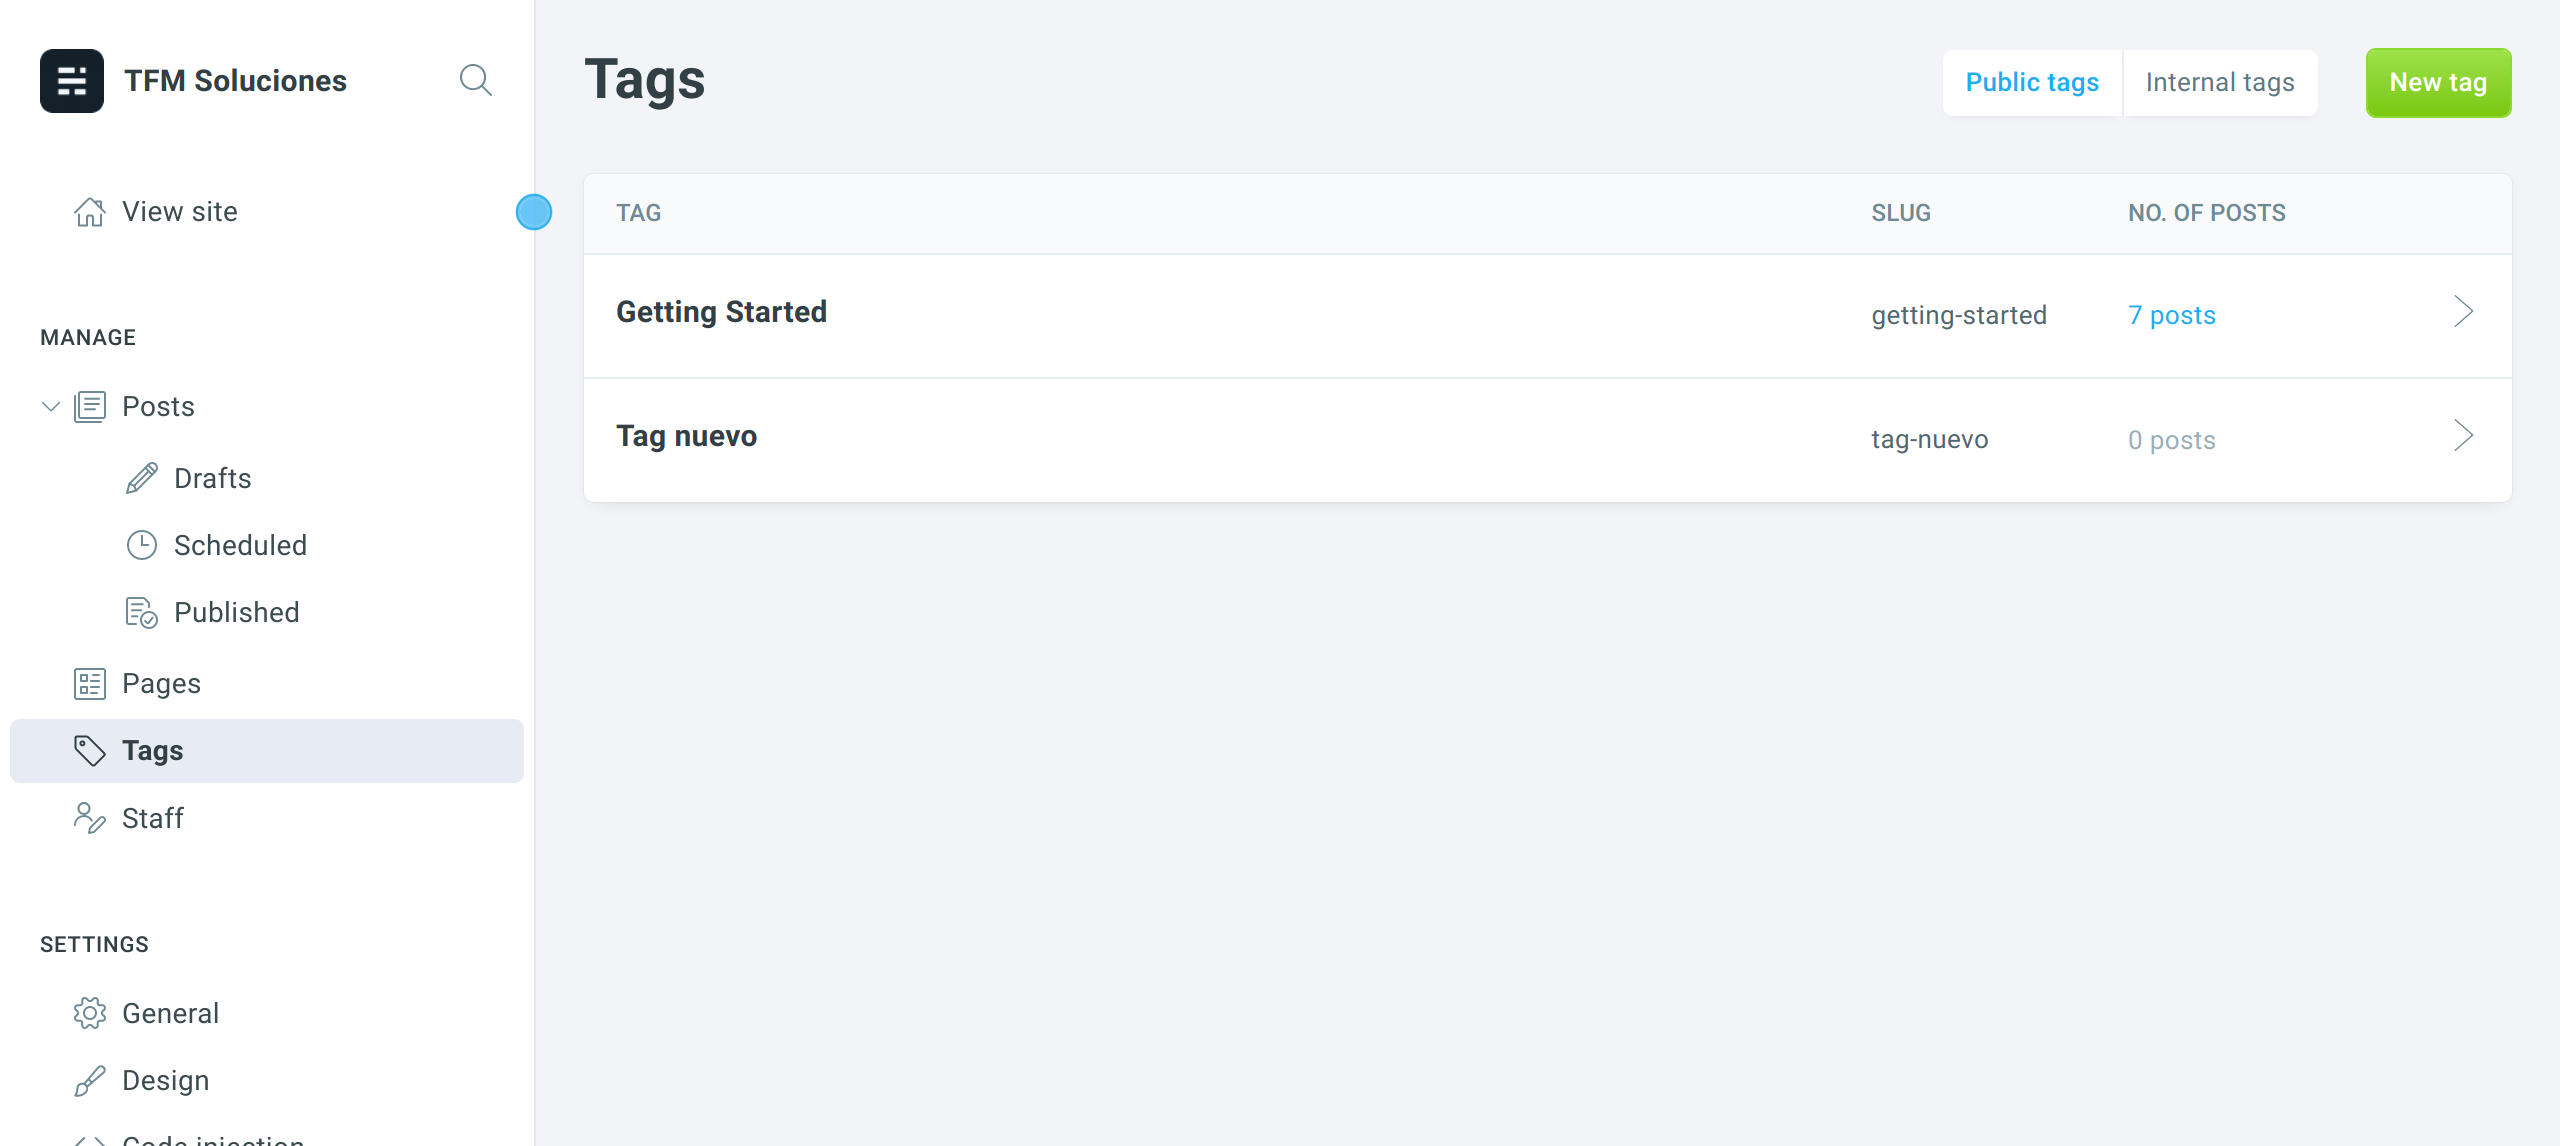 TFM Soluciones
View site
MANAGE
Posts
Drafts
Scheduled
Published
Pages
Tags
Staff
SETTINGS
General
Design
Code injection
Tags
Public tags
Internal tags
New tag
TAG SLUG NO. OF POSTS
Getting Started getting-started 7 posts
Tag nuevo tag-nuevo 0 posts